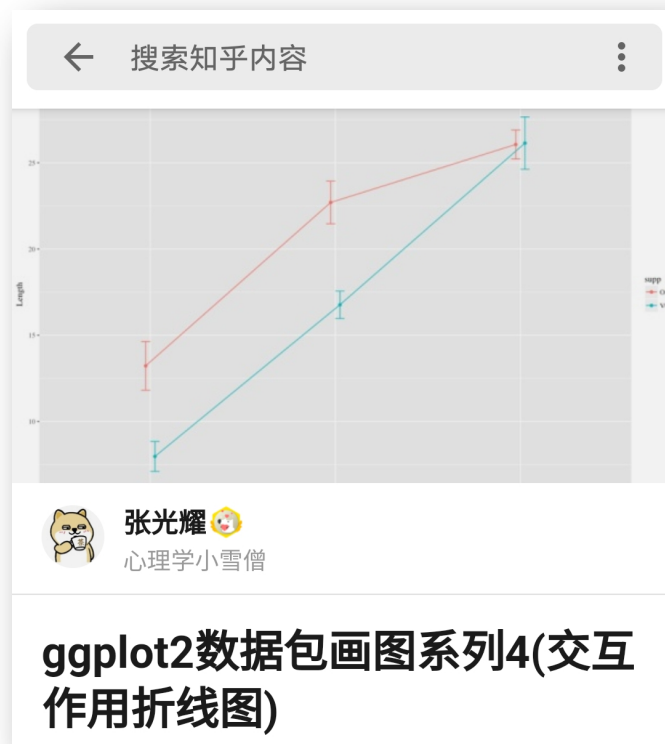 搜索知乎内容
25
20
Length
supp
15
10
张光耀
心理学小雪僧
ggplot2数据包画图系列4(交互
作用折线图)